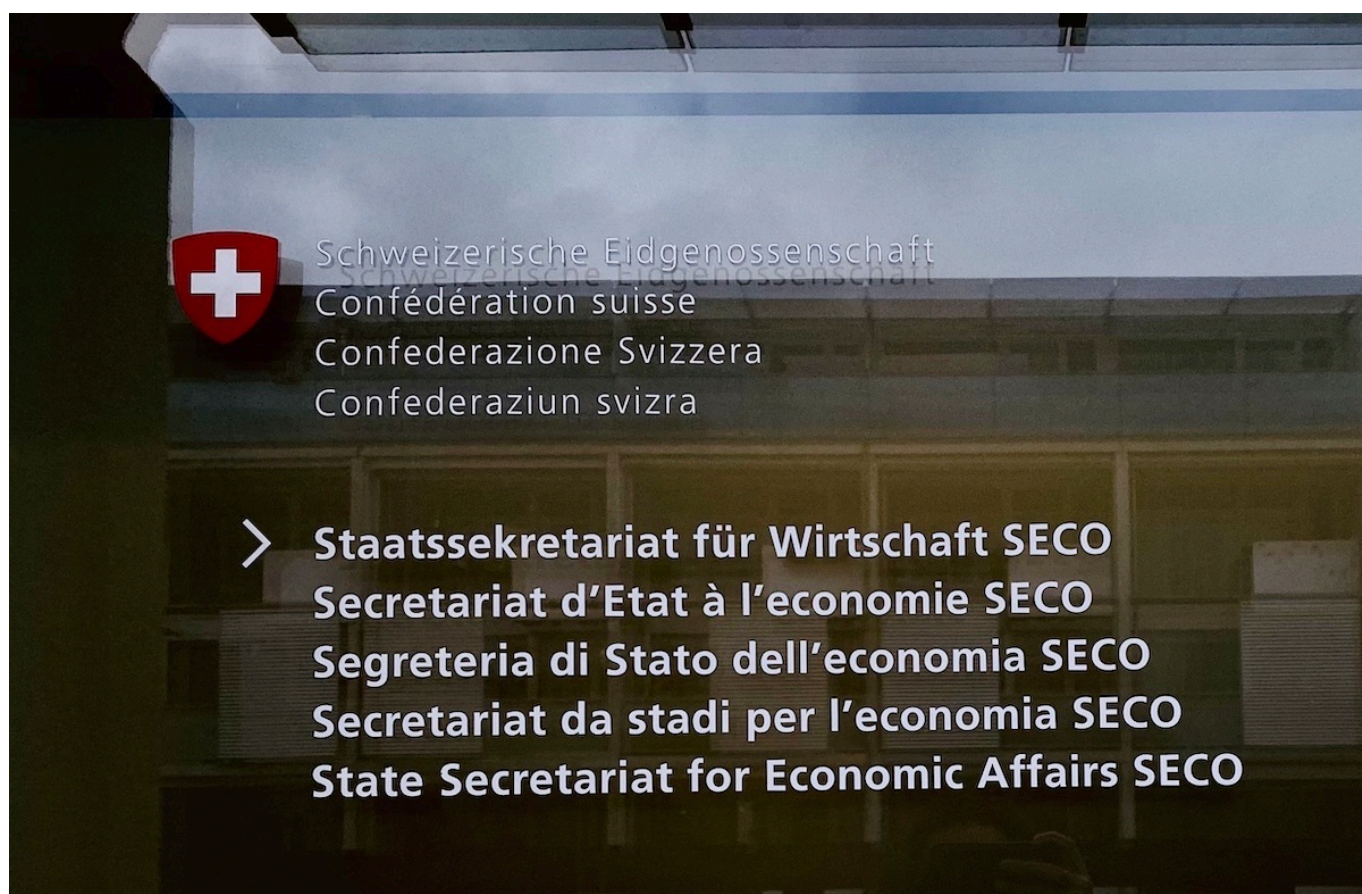 Schweizerische Eidgenossenschaft
Confédération suisse
Confederazione Svizzera
Confederaziun svizra
Staatssekretariat für Wirtschaft SECO
Secretariat d'Etat à l'economie SECO
Segreteria di Stato dell'economia SECO
Secretariat da stadi per l'economia SECO
State Secretariat for Economic Affairs SECO